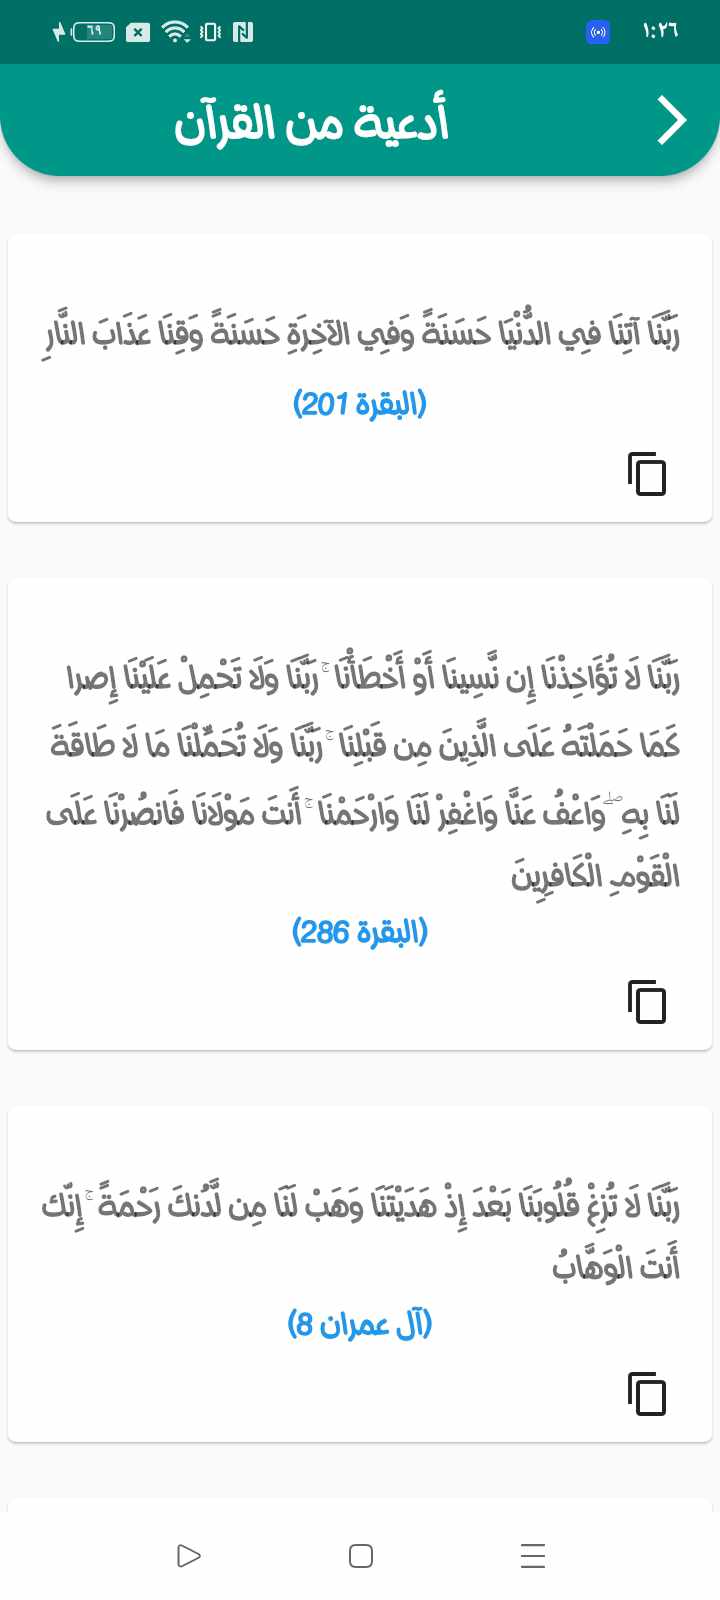 ١:٢٦
٦٩
أدعية من القرآن
رَبَّنَا آتِنَا فِي الدُّنْيَا حَسَنَةً وَفِي الآخِرَةِ حَسَنَةً وَقِنَا عَذَابَ النَّارِ
(البقرة 201)
رَبَّنَا لَا تُؤَاخِذْنَا إِن نَّسِينَا أَوْ أَخْطَأْنَا ۚ رَبَّنَا وَلَا تَحْمِلْ عَلَيْنَا إِصرا
كَمَا حَمَلْتَهُ عَلَى الَّذِينَ مِن قَبْلِنَا ۚ رَبَّنَا وَلَا تُحَمِّلْنَا مَا لَا طَاقَةَ
لَنَا بِهِ ۖ وَاعْفُ عَنَّا وَاغْفِرْ لَنَا وَارْحَمْنَا ۚ أَنتَ مَوْلَانَا فَانصُرْنَا عَلَى
الْقَوْمِ الْكَافِرِينَ
(البقرة 286)
رَبَّنَا لَا تُزِغْ قُلُوبَنَا بَعْدَ إِذْ هَدَيْتَنَا وَهَبْ لَنَا مِن لَّدُنكَ رَحْمَةً ۚ إِنَّك
أَنتَ الْوَهَّابُ
(آل عمران 8)